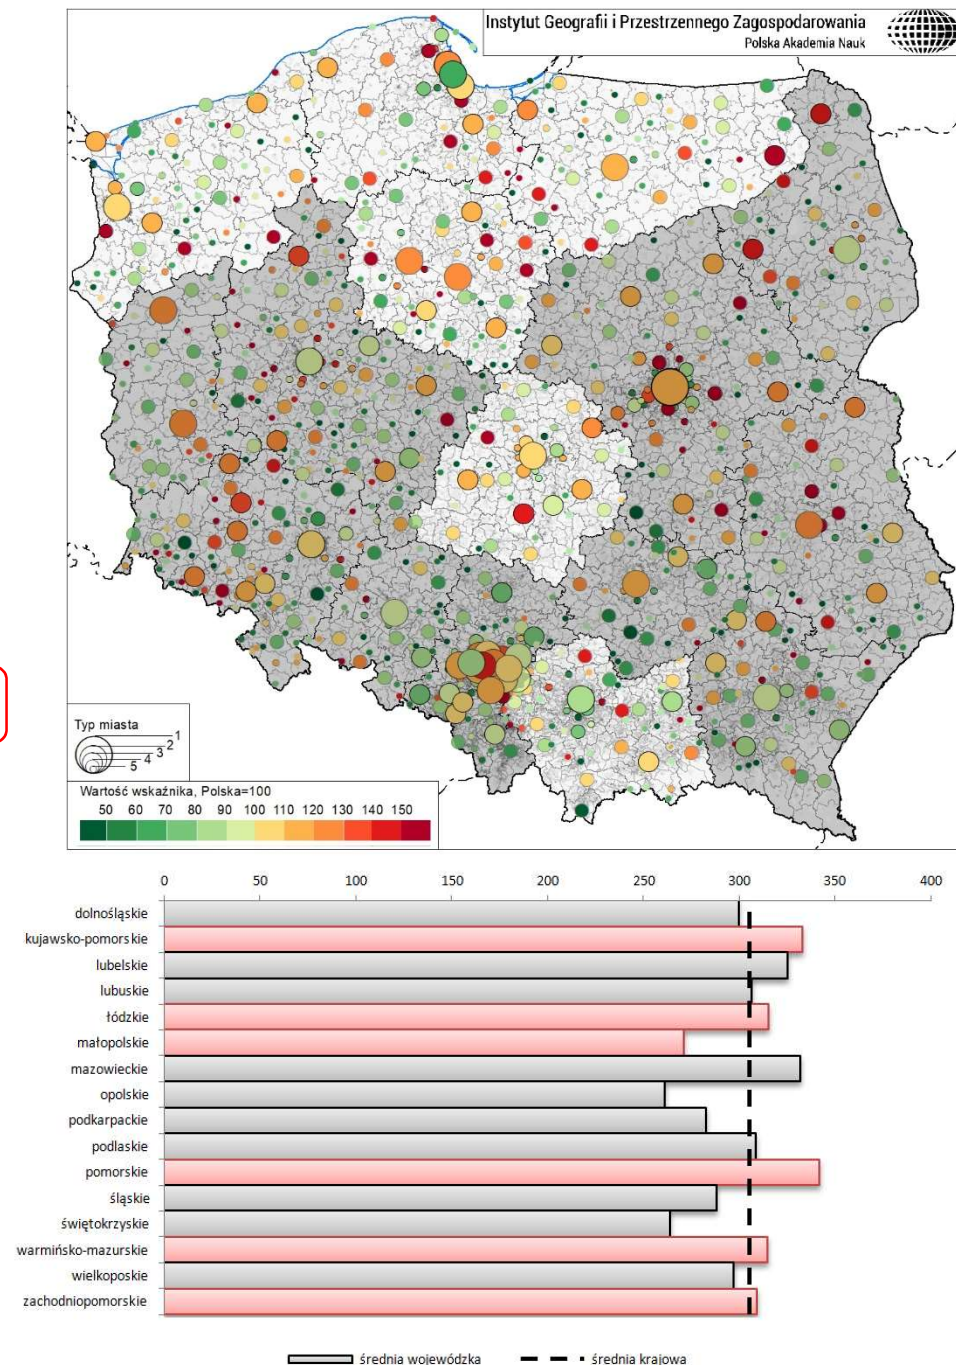 Instytut Geografii i Przestrzennego Zagospodarowania
Polska Akademia Nauk
Typ miasta
1
2
3
4
5
Wartość wskaźnika, Polska=100
50 60 70 80 90 100 110 120 130 140 150
0 50 100 150 200 250 300 350 400
dolnośląskie
kujawsko-pomorskie
lubelskie
lubuskie
łódzkie
małopolskie
mazowieckie
opolskie
podkarpackie
podlaskie
pomorskie
śląskie
świętokrzyskie
warmińsko-mazurskie
wielkoposkie
zachodniopomorskie
średnia wojewódzka
średnia krajowa